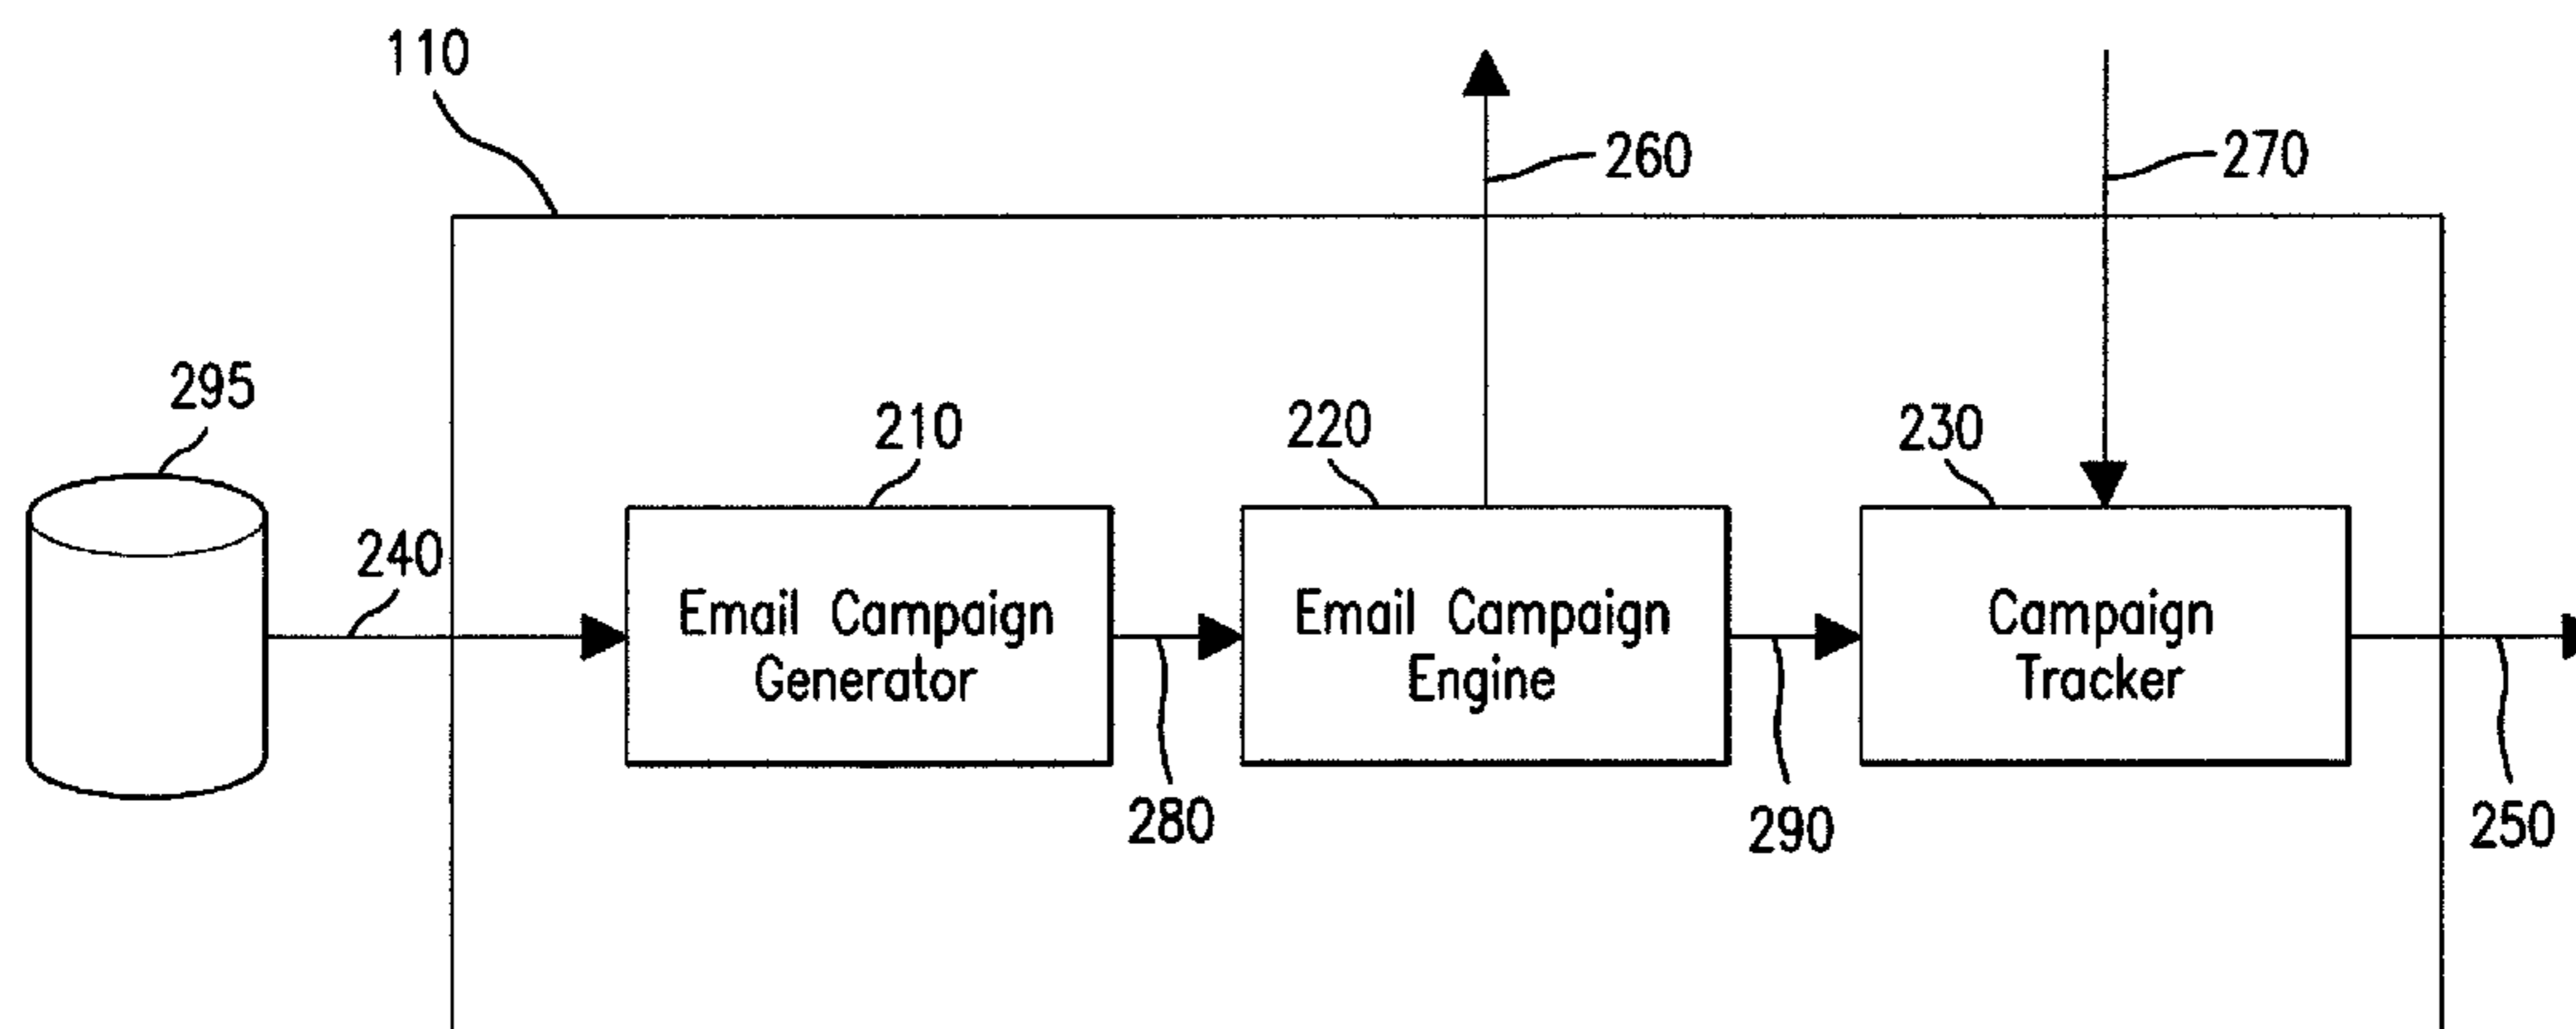 110
260
270
295
210
220
230
240
Email Campaign
Generator
Email Campaign
Engine
Campaign
Tracker
280
290
250